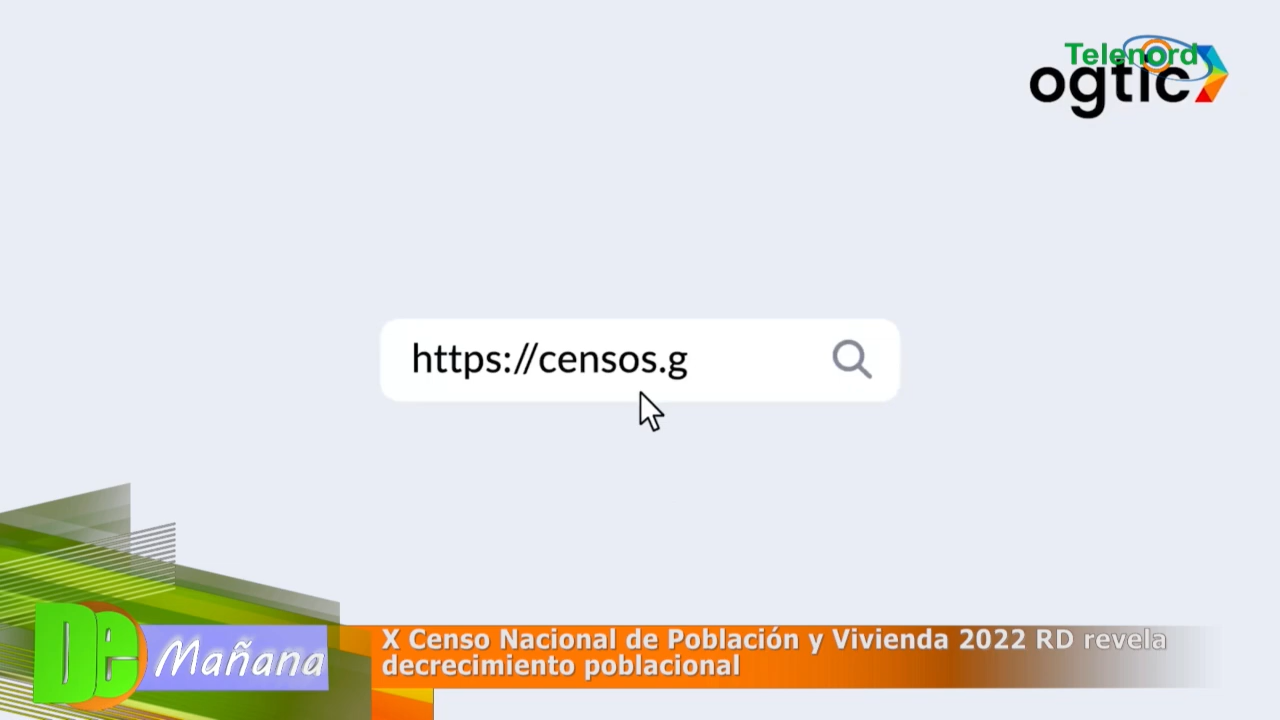 Telenord
ogtic
https://censos.g
De Mañana
X Censo Nacional de Población y Vivienda 2022 RD revela
decrecimiento poblacional